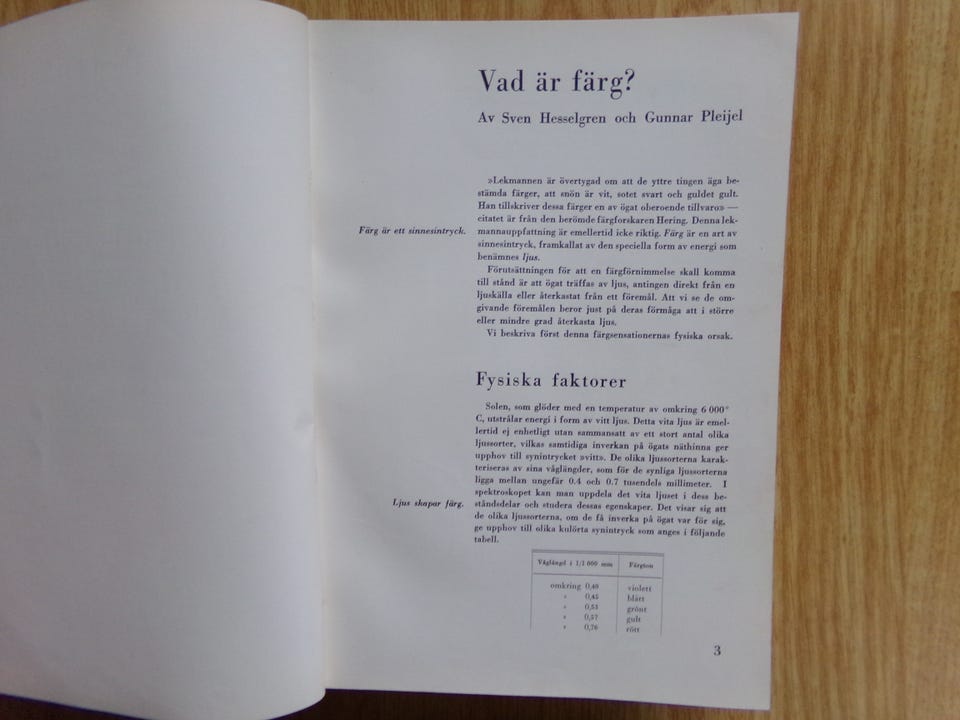 Vad är färg?
Av Sven Hesselgren och Gunnar Pleijel
»Lekmannen är övertygad om att de yttre tingen äga be-
stämda färger, att snön är vit, sotet svart och guldet gult.
Han tillskriver dessa färger en av ögat oberoende tillvaro» —
citatet är från den berömde färgforskaren Hering. Denna lek-
Färg är ett sinnesintryck.
mannauppfattning är emellertid icke riktig. Färg är en art av
sinnesintryck, framkallat av den speciella form av energi som
benämnes ljus.
Förutsättningen för att en färgförnimmelse skall komma
till stånd är att ögat träffas av ljus, antingen direkt från en
ljuskälla eller återkastat från ett föremål. Att vi se de om-
givande föremålen beror just på deras förmåga att i större
eller mindre grad återkasta ljus.
Vi beskriva först denna färgsensationernas fysiska orsak.
Fysiska faktorer
Solen, som glöder med en temperatur av omkring 6 000°
C, utstrålar energi i form av vitt ljus. Detta vita ljus är emel-
lertid ej enhetligt utan sammansatt av ett stort antal olika
ljussorter, vilkas samtidiga inverkan på ögats näthinna ger
upphov till synintrycket »vitt». De olika ljussorterna karak-
teriseras av sina våglängder, som för de synliga ljussorterna
ligga mellan ungefär 0.4 och 0.7 tusendels millimeter. I
spektroskopet kan man uppdela det vita ljuset i dess be-
Ljus skapar färg.
ståndsdelar och studera dessas egenskaper. Det visar sig att
de olika ljussorterna, om de få inverka på ögat var för sig,
ge upphov till olika kulörta synintryck som anges i följande
tabell.
Våglängd i 1/1 000 mm Färgton
omkring 0,40 violett
» 0,45 blått
» 0,53 grönt
» 0,57 gult
» 0,76 rött
3